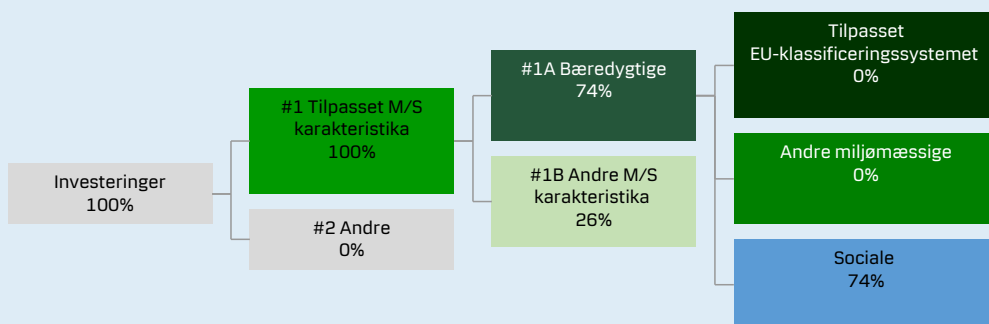 Investeringer
100%
#1 Tilpasset M/S
karakteristika
100%
#2 Andre
0%
#1A Bæredygtige
74%
#1B Andre M/S
karakteristika
26%
Tilpasset
EU-klassificeringssystemet
0%
Andre miljømæssige
0%
Sociale
74%